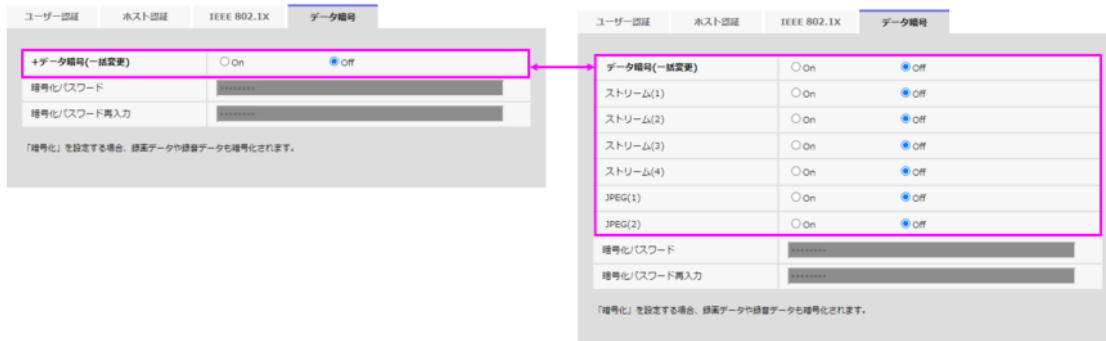 ユーザー認証 ホスト認証 IEEE 802.1X データ暗号
+データ暗号(一括変更) On Off
暗号化パスワード --------
暗号化パスワード再入力 --------
「暗号化」を設定する場合、録画データや録音データも暗号化されます。
ユーザー認証 ホスト認証 IEEE 802.1X データ暗号
データ暗号(一括変更) On Off
ストリーム(1) On Off
ストリーム(2) On Off
ストリーム(3) On Off
ストリーム(4) On Off
JPEG(1) On Off
JPEG(2) On Off
暗号化パスワード --------
暗号化パスワード再入力 --------
「暗号化」を設定する場合、録画データや録音データも暗号化されます。